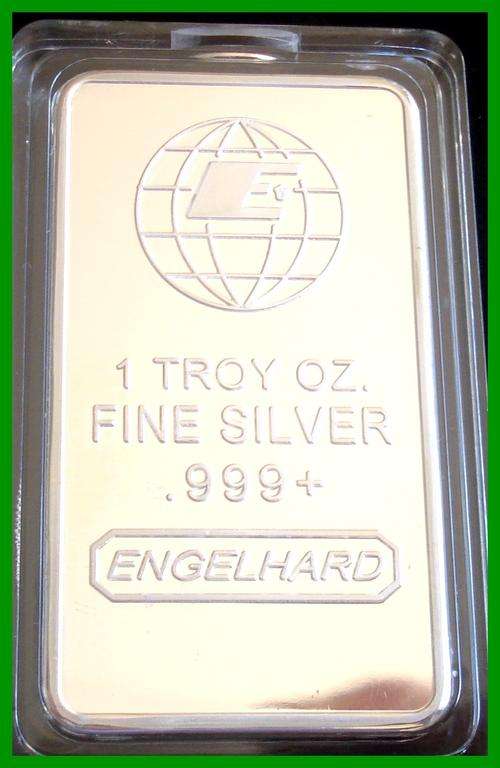 1 TROY OZ.
FINE SILVER
.999+
ENGELHARD